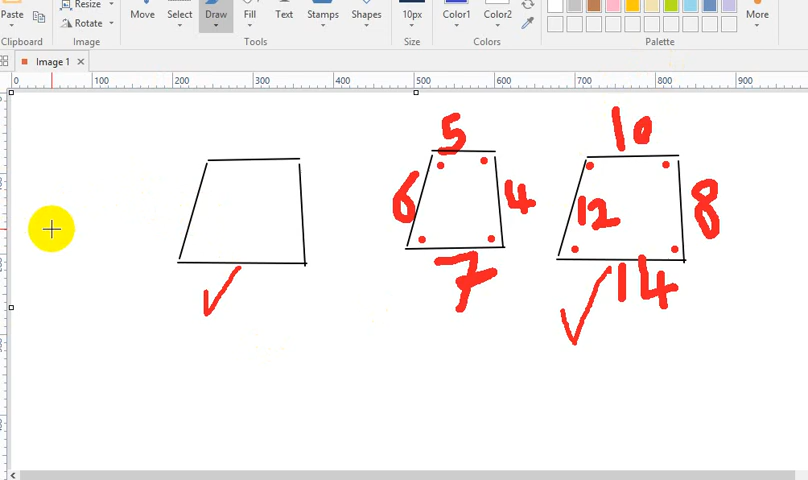 Paste
Resize
Rotate
Move
Select
Draw
Fill
Text
Stamps
Shapes
10px
Color1
Color2
More
Clipboard
Image
Tools
Size
Colors
Palette
Image 1
0 100 200 300 400 500 600 700 800 900
5
10
6
4
12
8
7
14